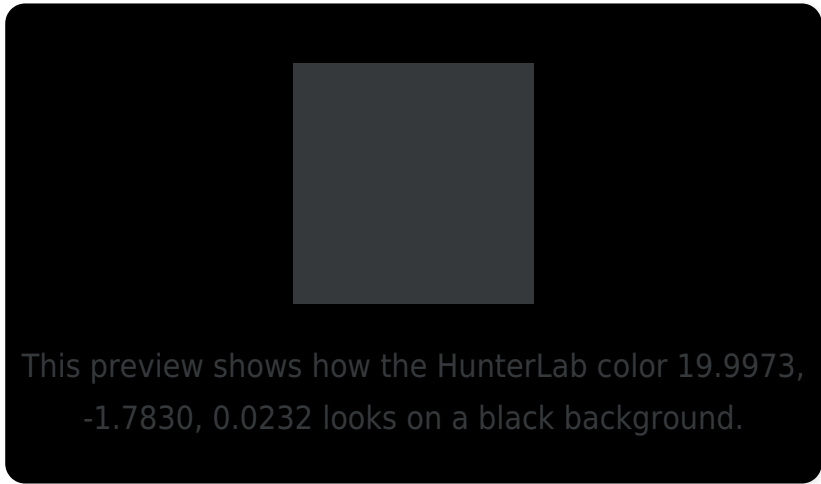 This preview shows how the HunterLab color 19.9973,
-1.7830, 0.0232 looks on a black background.